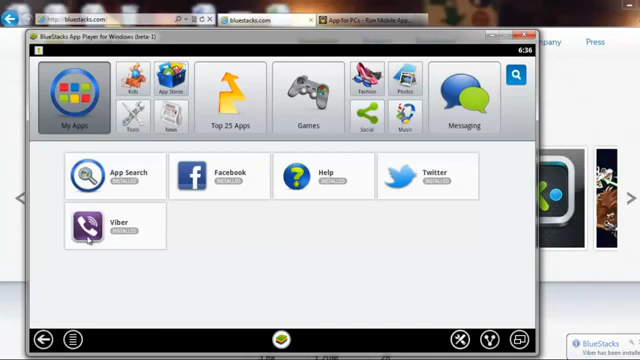 http://bluestacks.com/
bluestacks.com
App for PCs - Run Mobile App...
BlueStacks App Player for Windows (beta-1)
Press
1
6:36
My Apps
Kids
App Stores
Tools
News
Top 25 Apps
Games
Fashion
Photos
Social
Music
Messaging
App Search
INSTALLED
Facebook
INSTALLED
Help
INSTALLED
Twitter
INSTALLED
Viber
INSTALLED
BlueStacks
Viber has been installed